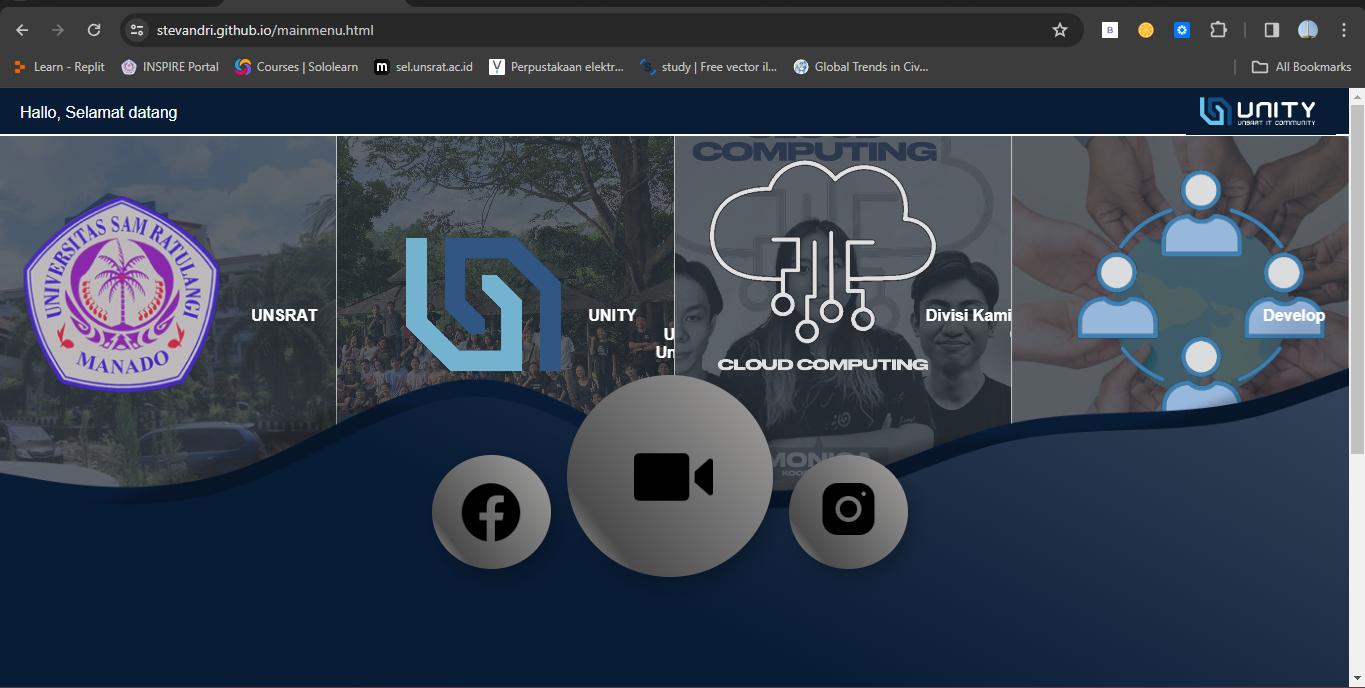 stevandri.github.io/mainmenu.html
B
Learn - Replit
INSPIRE Portal
Courses | Sololearn
m
sel.unsrat.ac.id
Perpustakaan elektr...
study | Free vector il...
Global Trends in Civ...
All Bookmarks
Hallo, Selamat datang
UNITY
UNSRAT IT COMMUNITY
UNIVERSITAS SAM RATULANGI
MANADO
UNSRAT
UNITY
U
Un
CLOUD
COMPUTING
CLOUD COMPUTING
Divisi Kami
MONICA
Develop